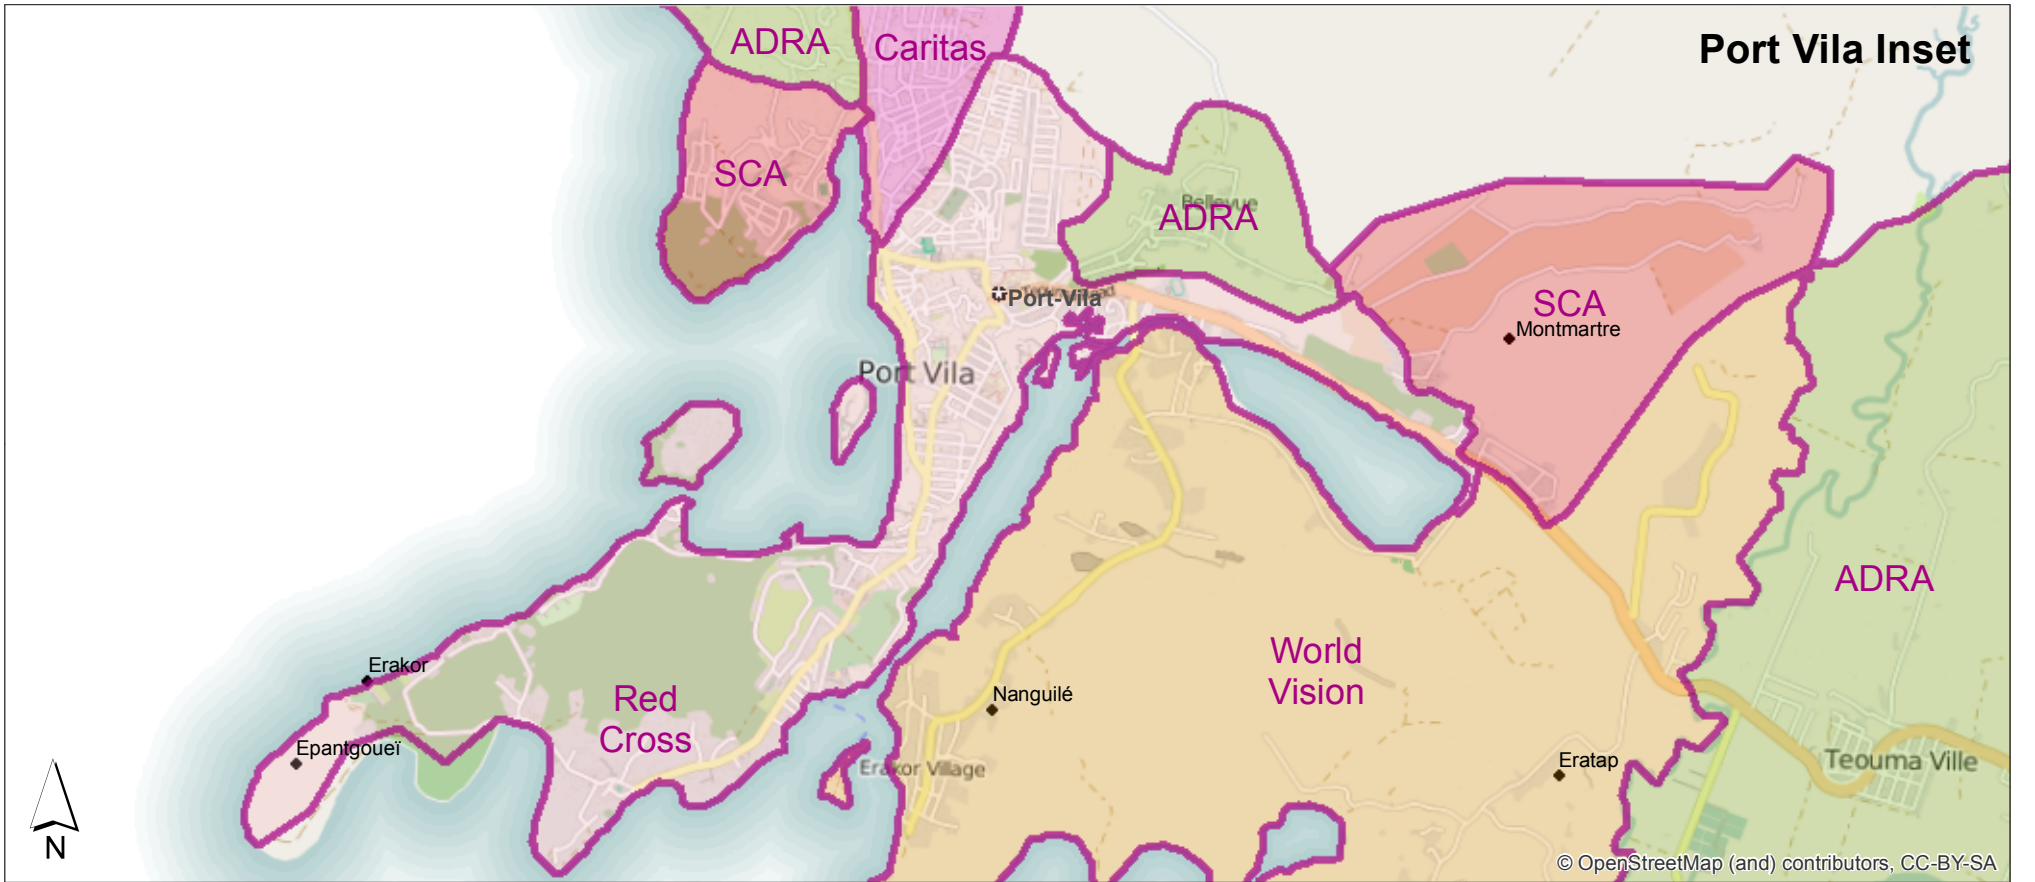 ADRA
Caritas
Port Vila Inset
SCA
Bellevue
ADRA
Port-Vila
SCA
Montmartre
Port Vila
ADRA
World
Vision
Erakor
Nanguilé
Red
Cross
Epantgoueï
Erakor Village
Eratap
Teouma Ville
N
© OpenStreetMap (and) contributors, CC-BY-SA